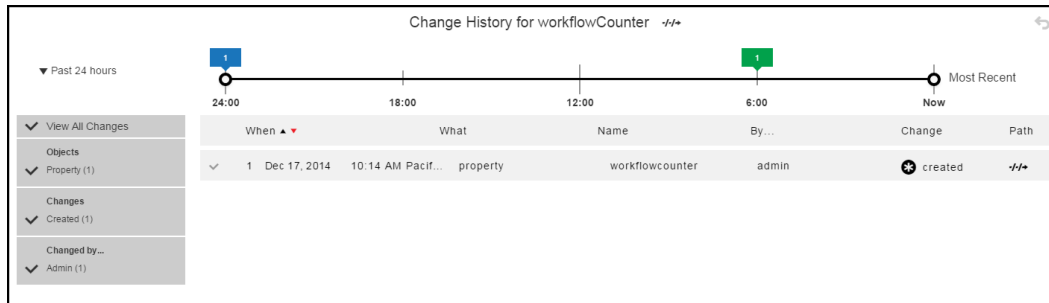 Change History for workflowCounter
▼ Past 24 hours
1
1
Most Recent
24:00 18:00 12:00 6:00 Now
View All Changes
When ▲ ▼ What Name By... Change Path
Objects
Property (1)
1 Dec 17, 2014 10:14 AM Pacif... property workflowcounter admin created
Changes
Created (1)
Changed by...
Admin (1)